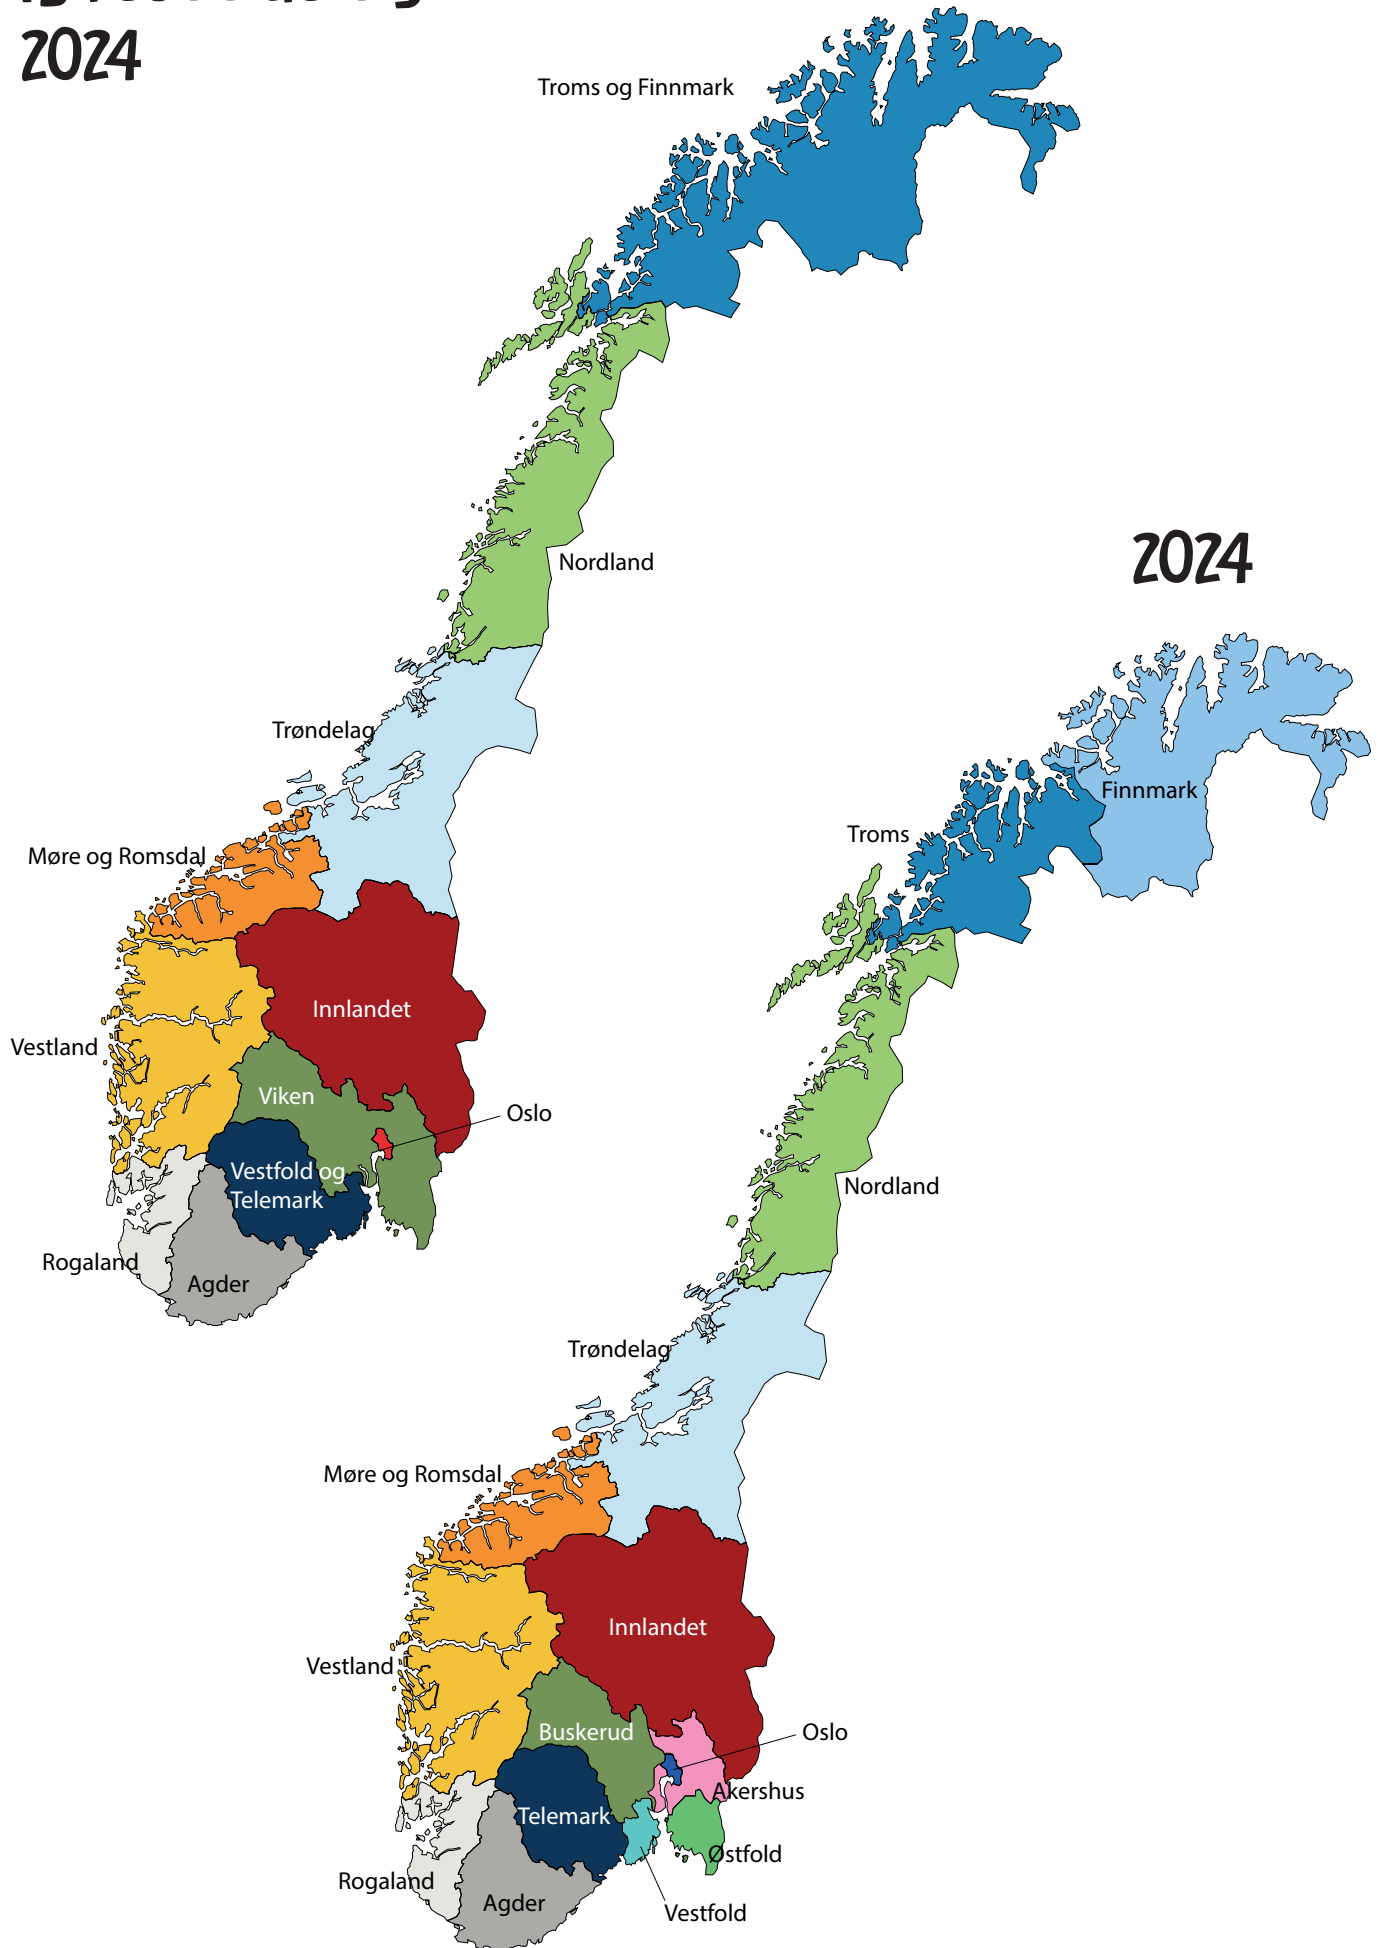 2024
Troms og Finnmark
Nordland
Trøndelag
Møre og Romsdal
Innlandet
Vestland
Viken
Oslo
Vestfold og
Telemark
Rogaland
Agder
2024
Finnmark
Troms
Nordland
Trøndelag
Møre og Romsdal
Innlandet
Vestland
Buskerud
Oslo
Akershus
Telemark
Østfold
Rogaland
Agder
Vestfold